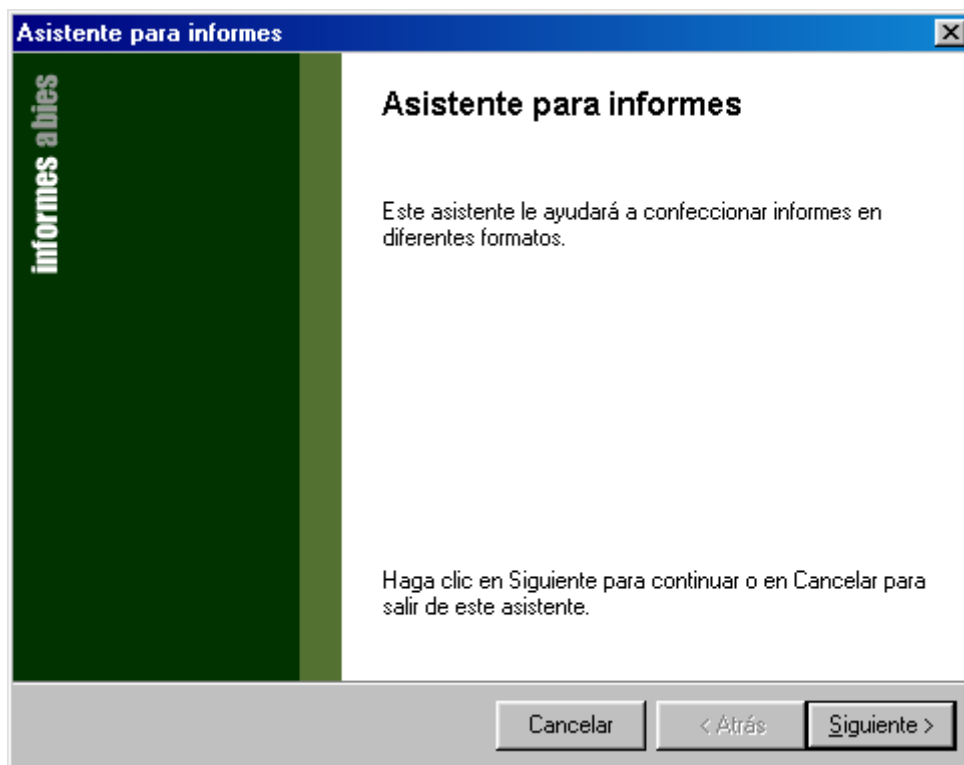 Asistente para informes
informes abies
Asistente para informes
Este asistente le ayudará a confeccionar informes en
diferentes formatos.
Haga clic en Siguiente para continuar o en Cancelar para
salir de este asistente.
Cancelar
< Atrás
Siguiente >